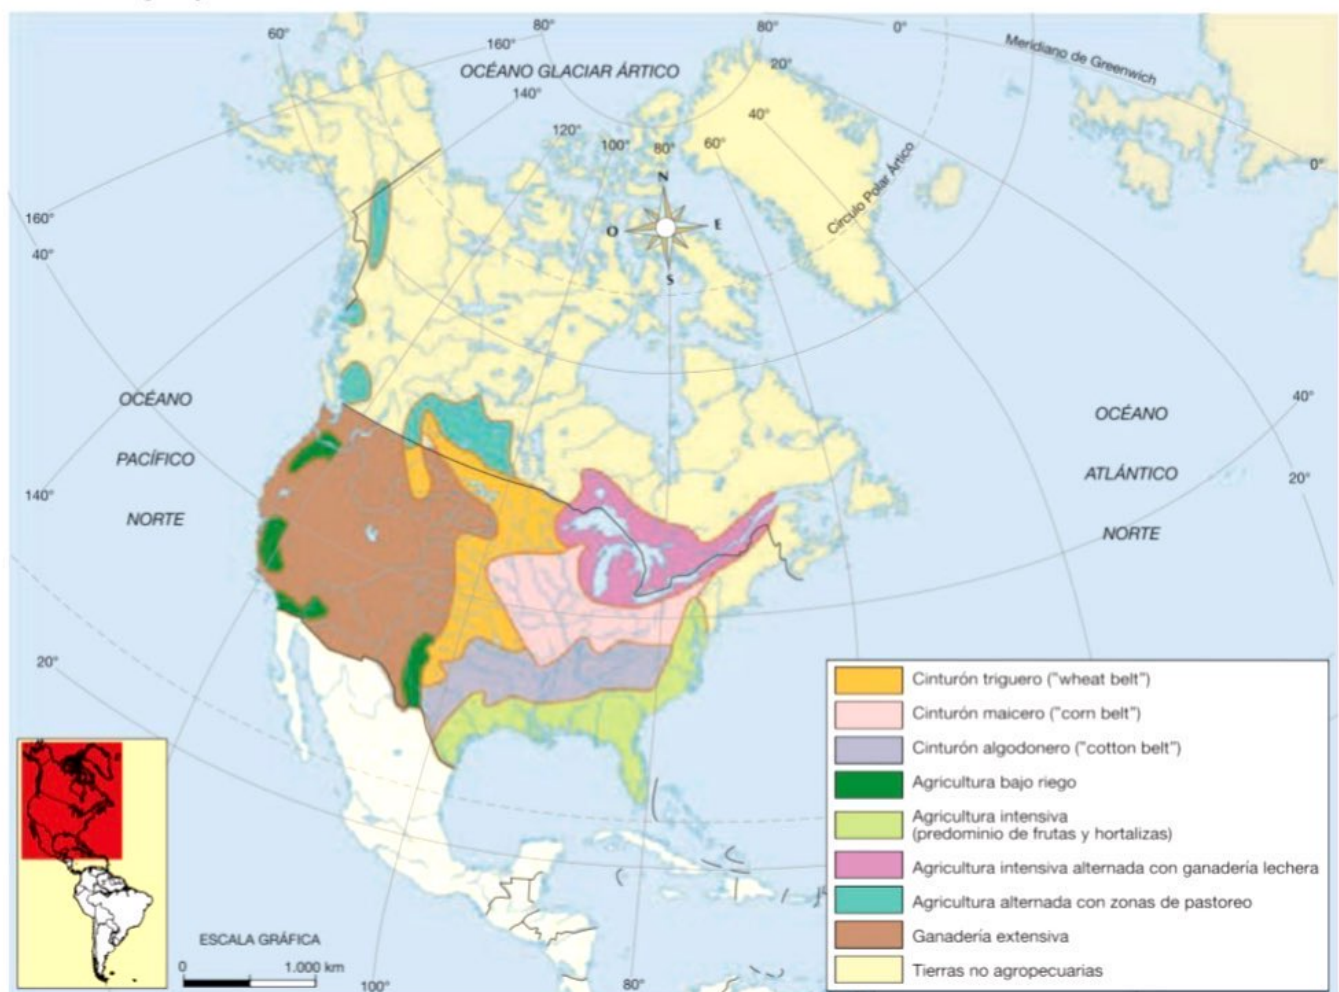 60°
80°
160°
OCÉANO GLACIAR ÁRTICO
140°
120°
100°
80°
60°
40°
20°
80°
0°
Meridiano de Greenwich
0°
Círculo Polar Ártico
N
O
E
S
160°
40°
OCÉANO
PACÍFICO
NORTE
140°
20°
OCÉANO
ATLÁNTICO
NORTE
40°
20°
Cinturón triguero ("wheat belt")
Cinturón maicero ("corn belt")
Cinturón algodonero ("cotton belt")
Agricultura bajo riego
Agricultura intensiva
(predominio de frutas y hortalizas)
Agricultura intensiva alternada con ganadería lechera
Agricultura alternada con zonas de pastoreo
Ganadería extensiva
Tierras no agropecuarias
ESCALA GRÁFICA
0 1.000 km
100°
80°